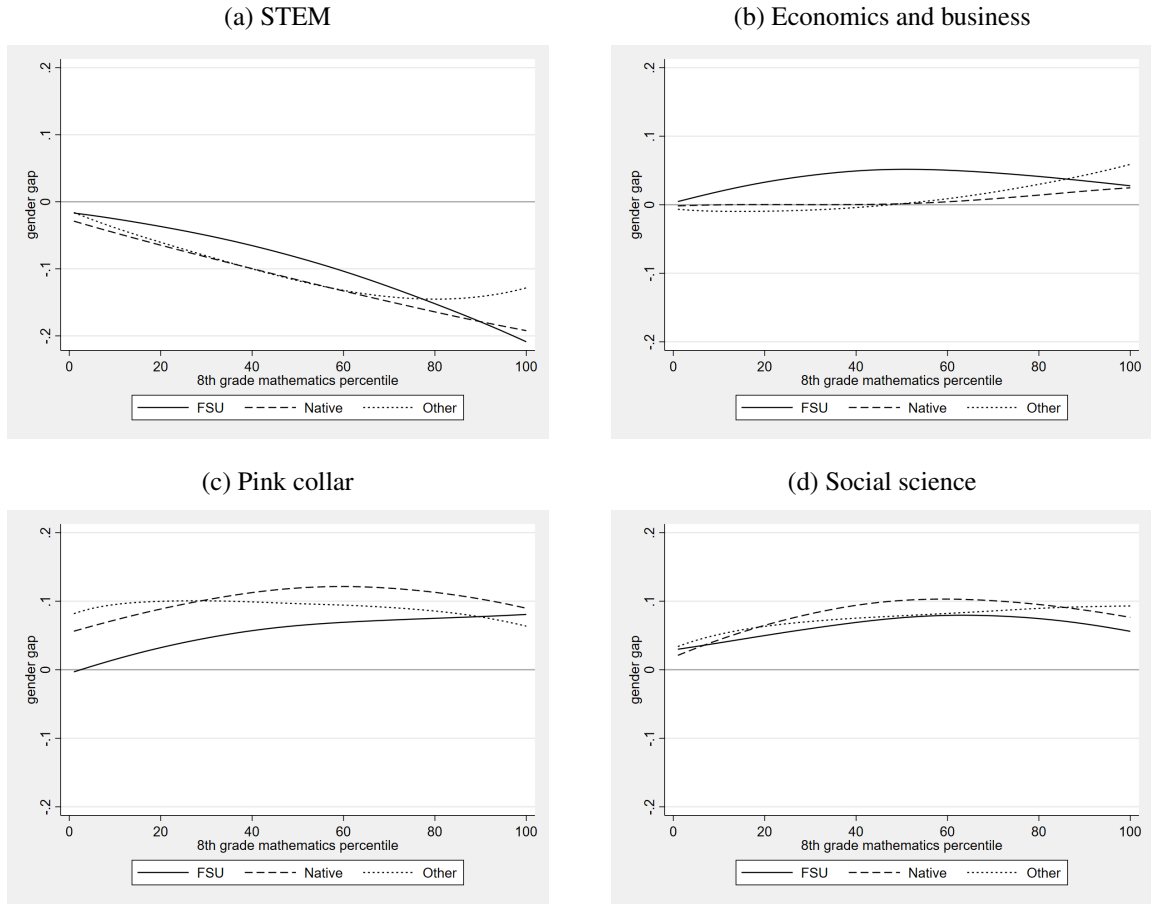 (a) STEM
gender gap
.2
.1
0
-.1
-.2
0 20 40 60 80 100
8th grade mathematics percentile
FSU Native Other
(b) Economics and business
gender gap
.2
.1
0
-.1
-.2
0 20 40 60 80 100
8th grade mathematics percentile
FSU Native Other
(c) Pink collar
gender gap
.2
.1
0
-.1
-.2
0 20 40 60 80 100
8th grade mathematics percentile
FSU Native Other
(d) Social science
gender gap
.2
.1
0
-.1
-.2
0 20 40 60 80 100
8th grade mathematics percentile
FSU Native Other